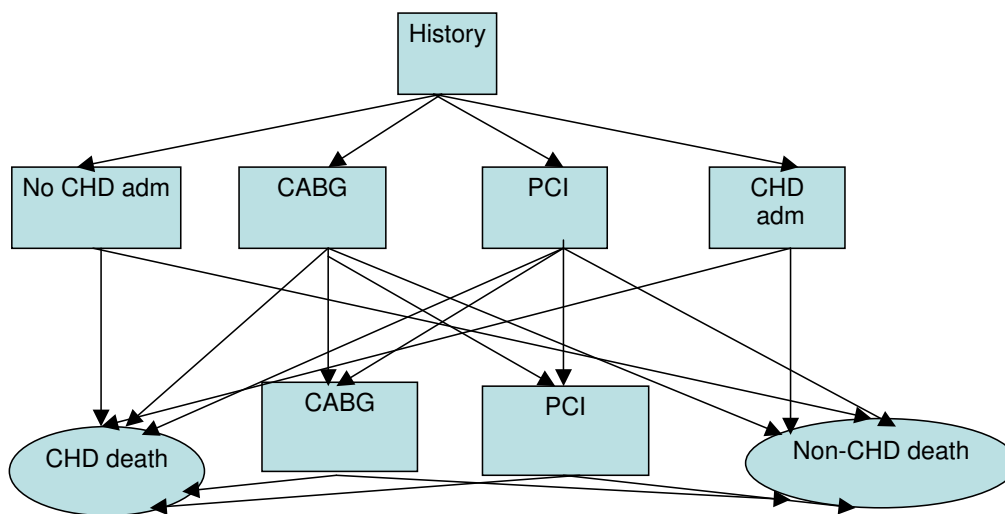 History
No CHD adm
CABG
PCI
CHD
adm
CABG
PCI
CHD death
Non-CHD death